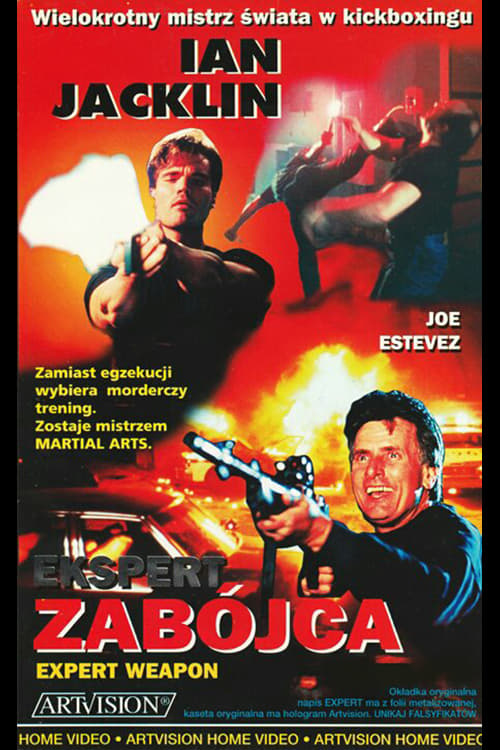 Wielokrotny mistrz świata w kickboxingu
IAN
JACKLIN
JOE
ESTEVEZ
Zamiast egzekucji
wybiera morderczy
trening.
Zostaje mistrzem
MARTIAL ARTS.
EKSPERT
ZABÓJCA
EXPERT WEAPON
ARTVISION®
Okładka oryginalna
napis EXPERT ma z folii metalizowanej,
kaseta oryginalna ma hologram Artvision. UNIKAJ FALSYFIKATÓW
HOME VIDEO • ARTVISION HOME VIDEO • ARTVISION HOME VIDEO